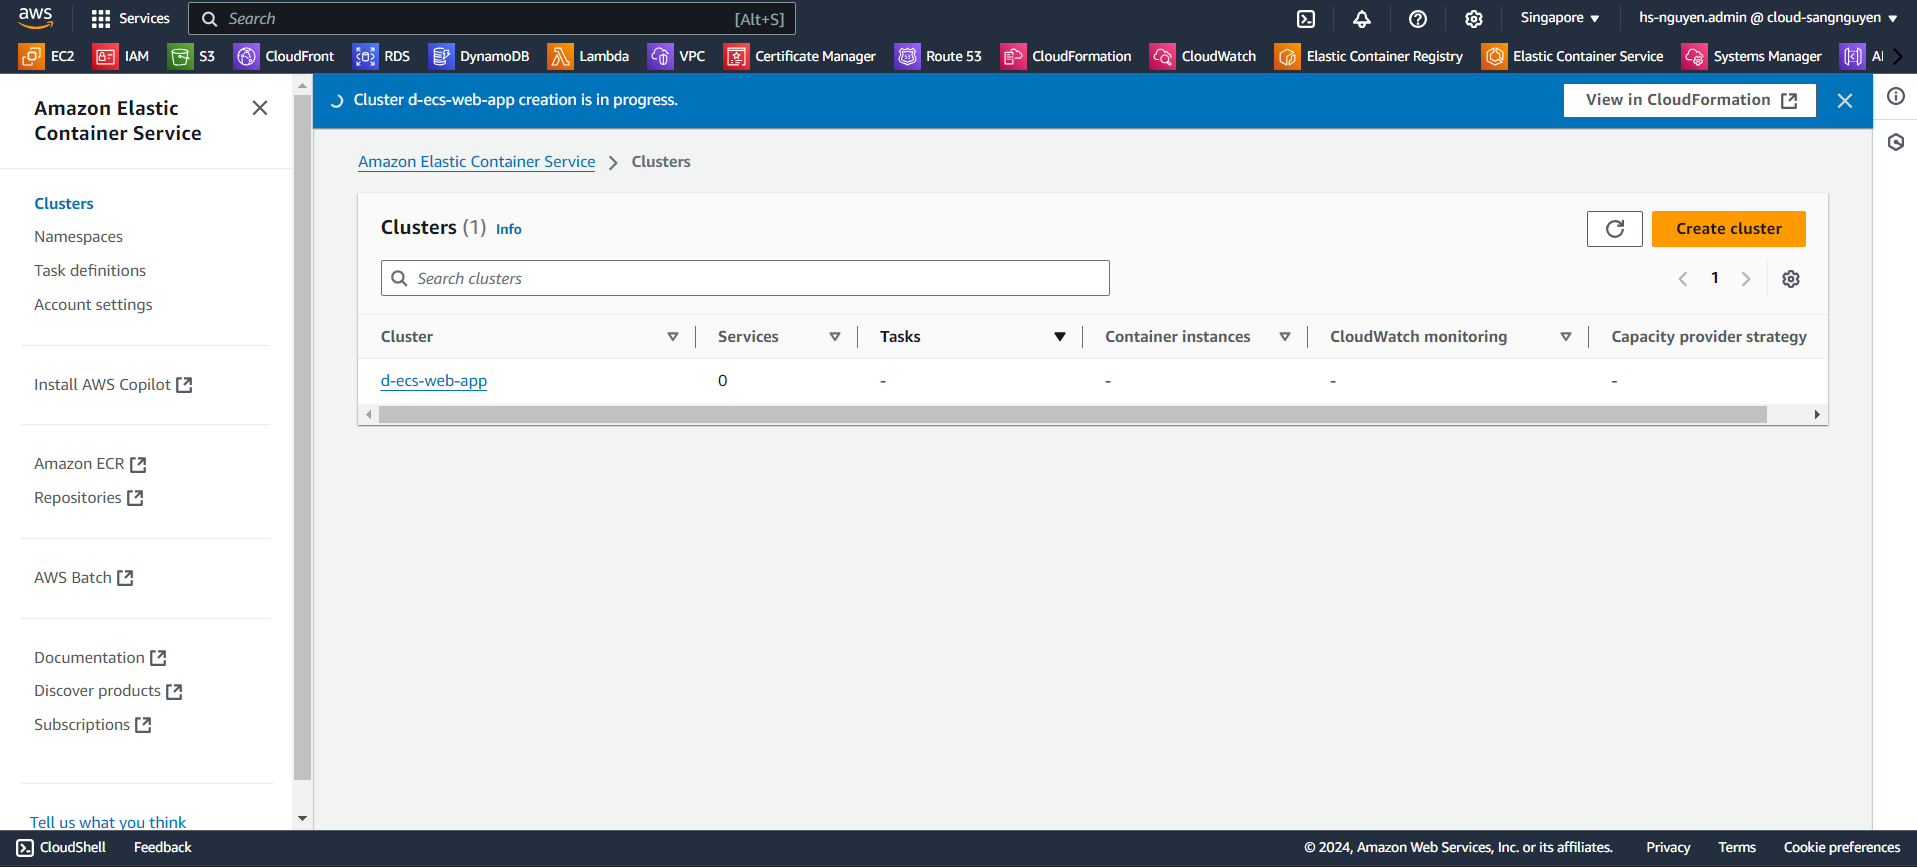 aws
Services
Search
[Alt+S]
Singapore
hs-nguyen.admin @ cloud-sangnguyen
EC2
IAM
S3
CloudFront
RDS
DynamoDB
Lambda
VPC
Certificate Manager
Route 53
CloudFormation
CloudWatch
Elastic Container Registry
Elastic Container Service
Systems Manager
Amazon Elastic
Container Service
Clusters
Namespaces
Task definitions
Account settings
Install AWS Copilot
Amazon ECR
Repositories
AWS Batch
Documentation
Discover products
Subscriptions
Tell us what you think
Cluster d-ecs-web-app creation is in progress.
View in CloudFormation
Amazon Elastic Container Service
Clusters
Clusters (1) Info
Create cluster
Search clusters
1
Cluster Services Tasks Container instances CloudWatch monitoring Capacity provider strategy
d-ecs-web-app 0 - - - -
CloudShell
Feedback
© 2024, Amazon Web Services, Inc. or its affiliates.
Privacy
Terms
Cookie preferences